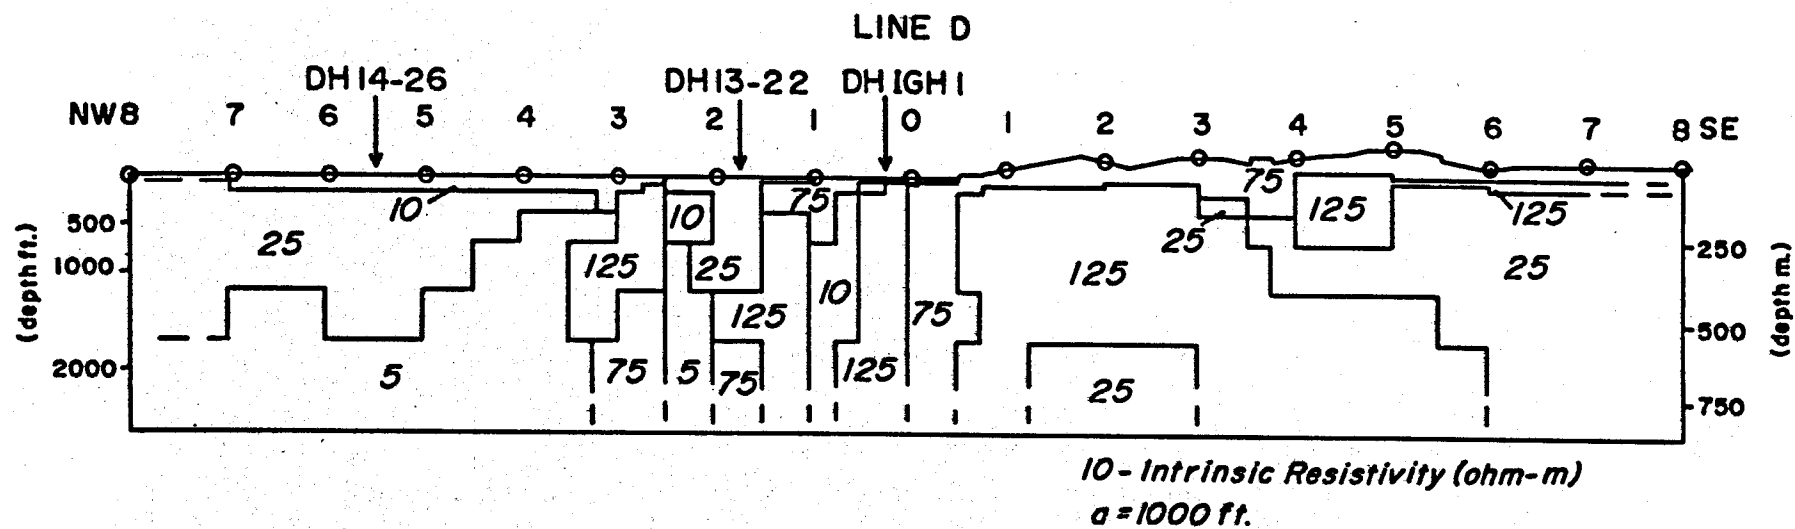 LINE D
DH14-26 DH13-22 DHIGH1
NW8 7 6 5 4 3 2 1 0 1 2 3 4 5 6 7 8 SE
75
75
10 10 125 125
500
25 25 250
1000 125 25 125 25
10
(depth ft.) 125 75 500 (depth m.)
2000 5 75 5 75 125 25
750
10 - Intrinsic Resistivity (ohm-m)
a = 1000 ft.